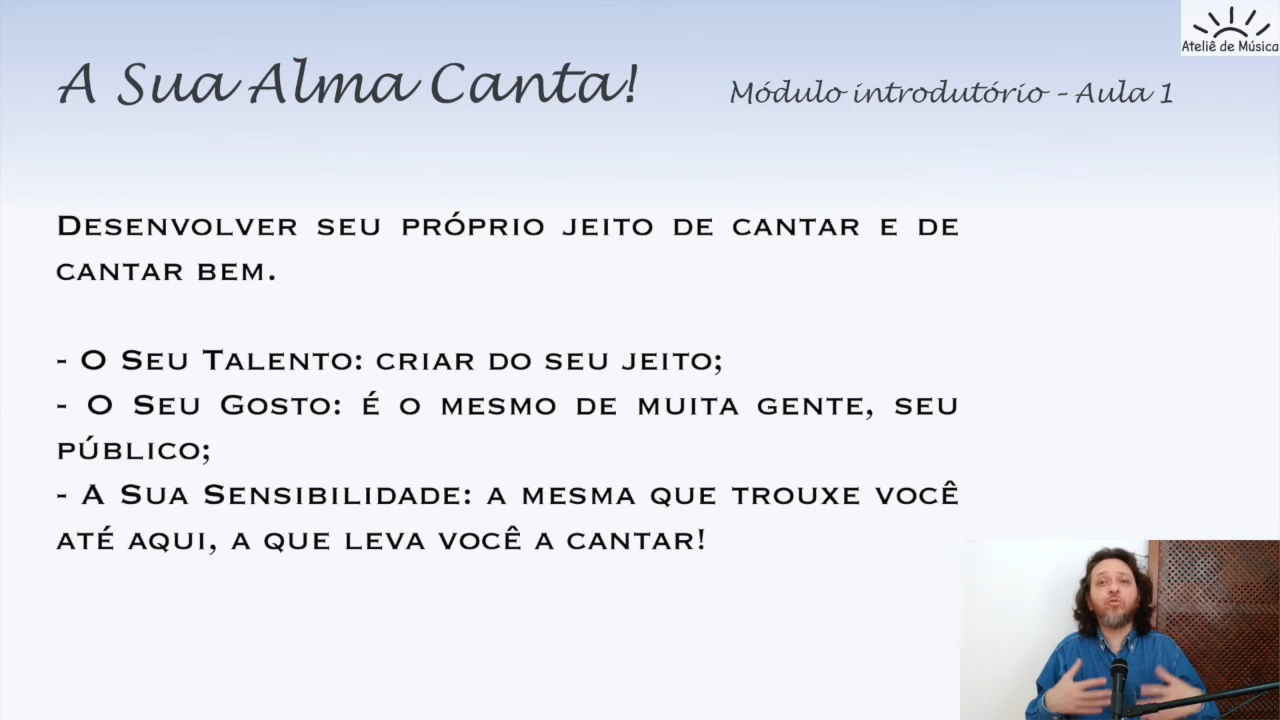 Ateliê de Música
A Sua Alma Canta!
Módulo introdutório - Aula 1
Desenvolver seu próprio jeito de cantar e de
cantar bem.
- O Seu Talento: criar do seu jeito;
- O Seu Gosto: é o mesmo de muita gente, seu
público;
- A Sua Sensibilidade: a mesma que trouxe você
até aqui, a que leva você a cantar!